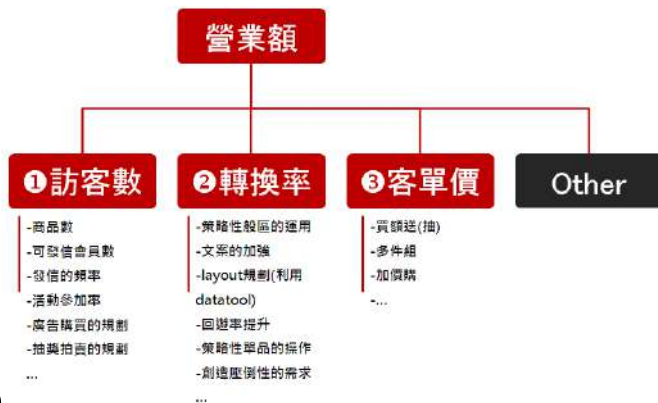 營業額
❶訪客數
-商品數
-可發信會員數
-發信的頻率
-活動參加率
-廣告購買的規劃
-抽獎拍賣的規劃
...
❷轉換率
-策略性般區的運用
-文案的加強
-layout規劃(利用
datatool)
-回遊率提升
-策略性單品的操作
-創造壓倒性的需求
...
❸客單價
-買額送(抽)
-多件組
-加價購
-...
Other